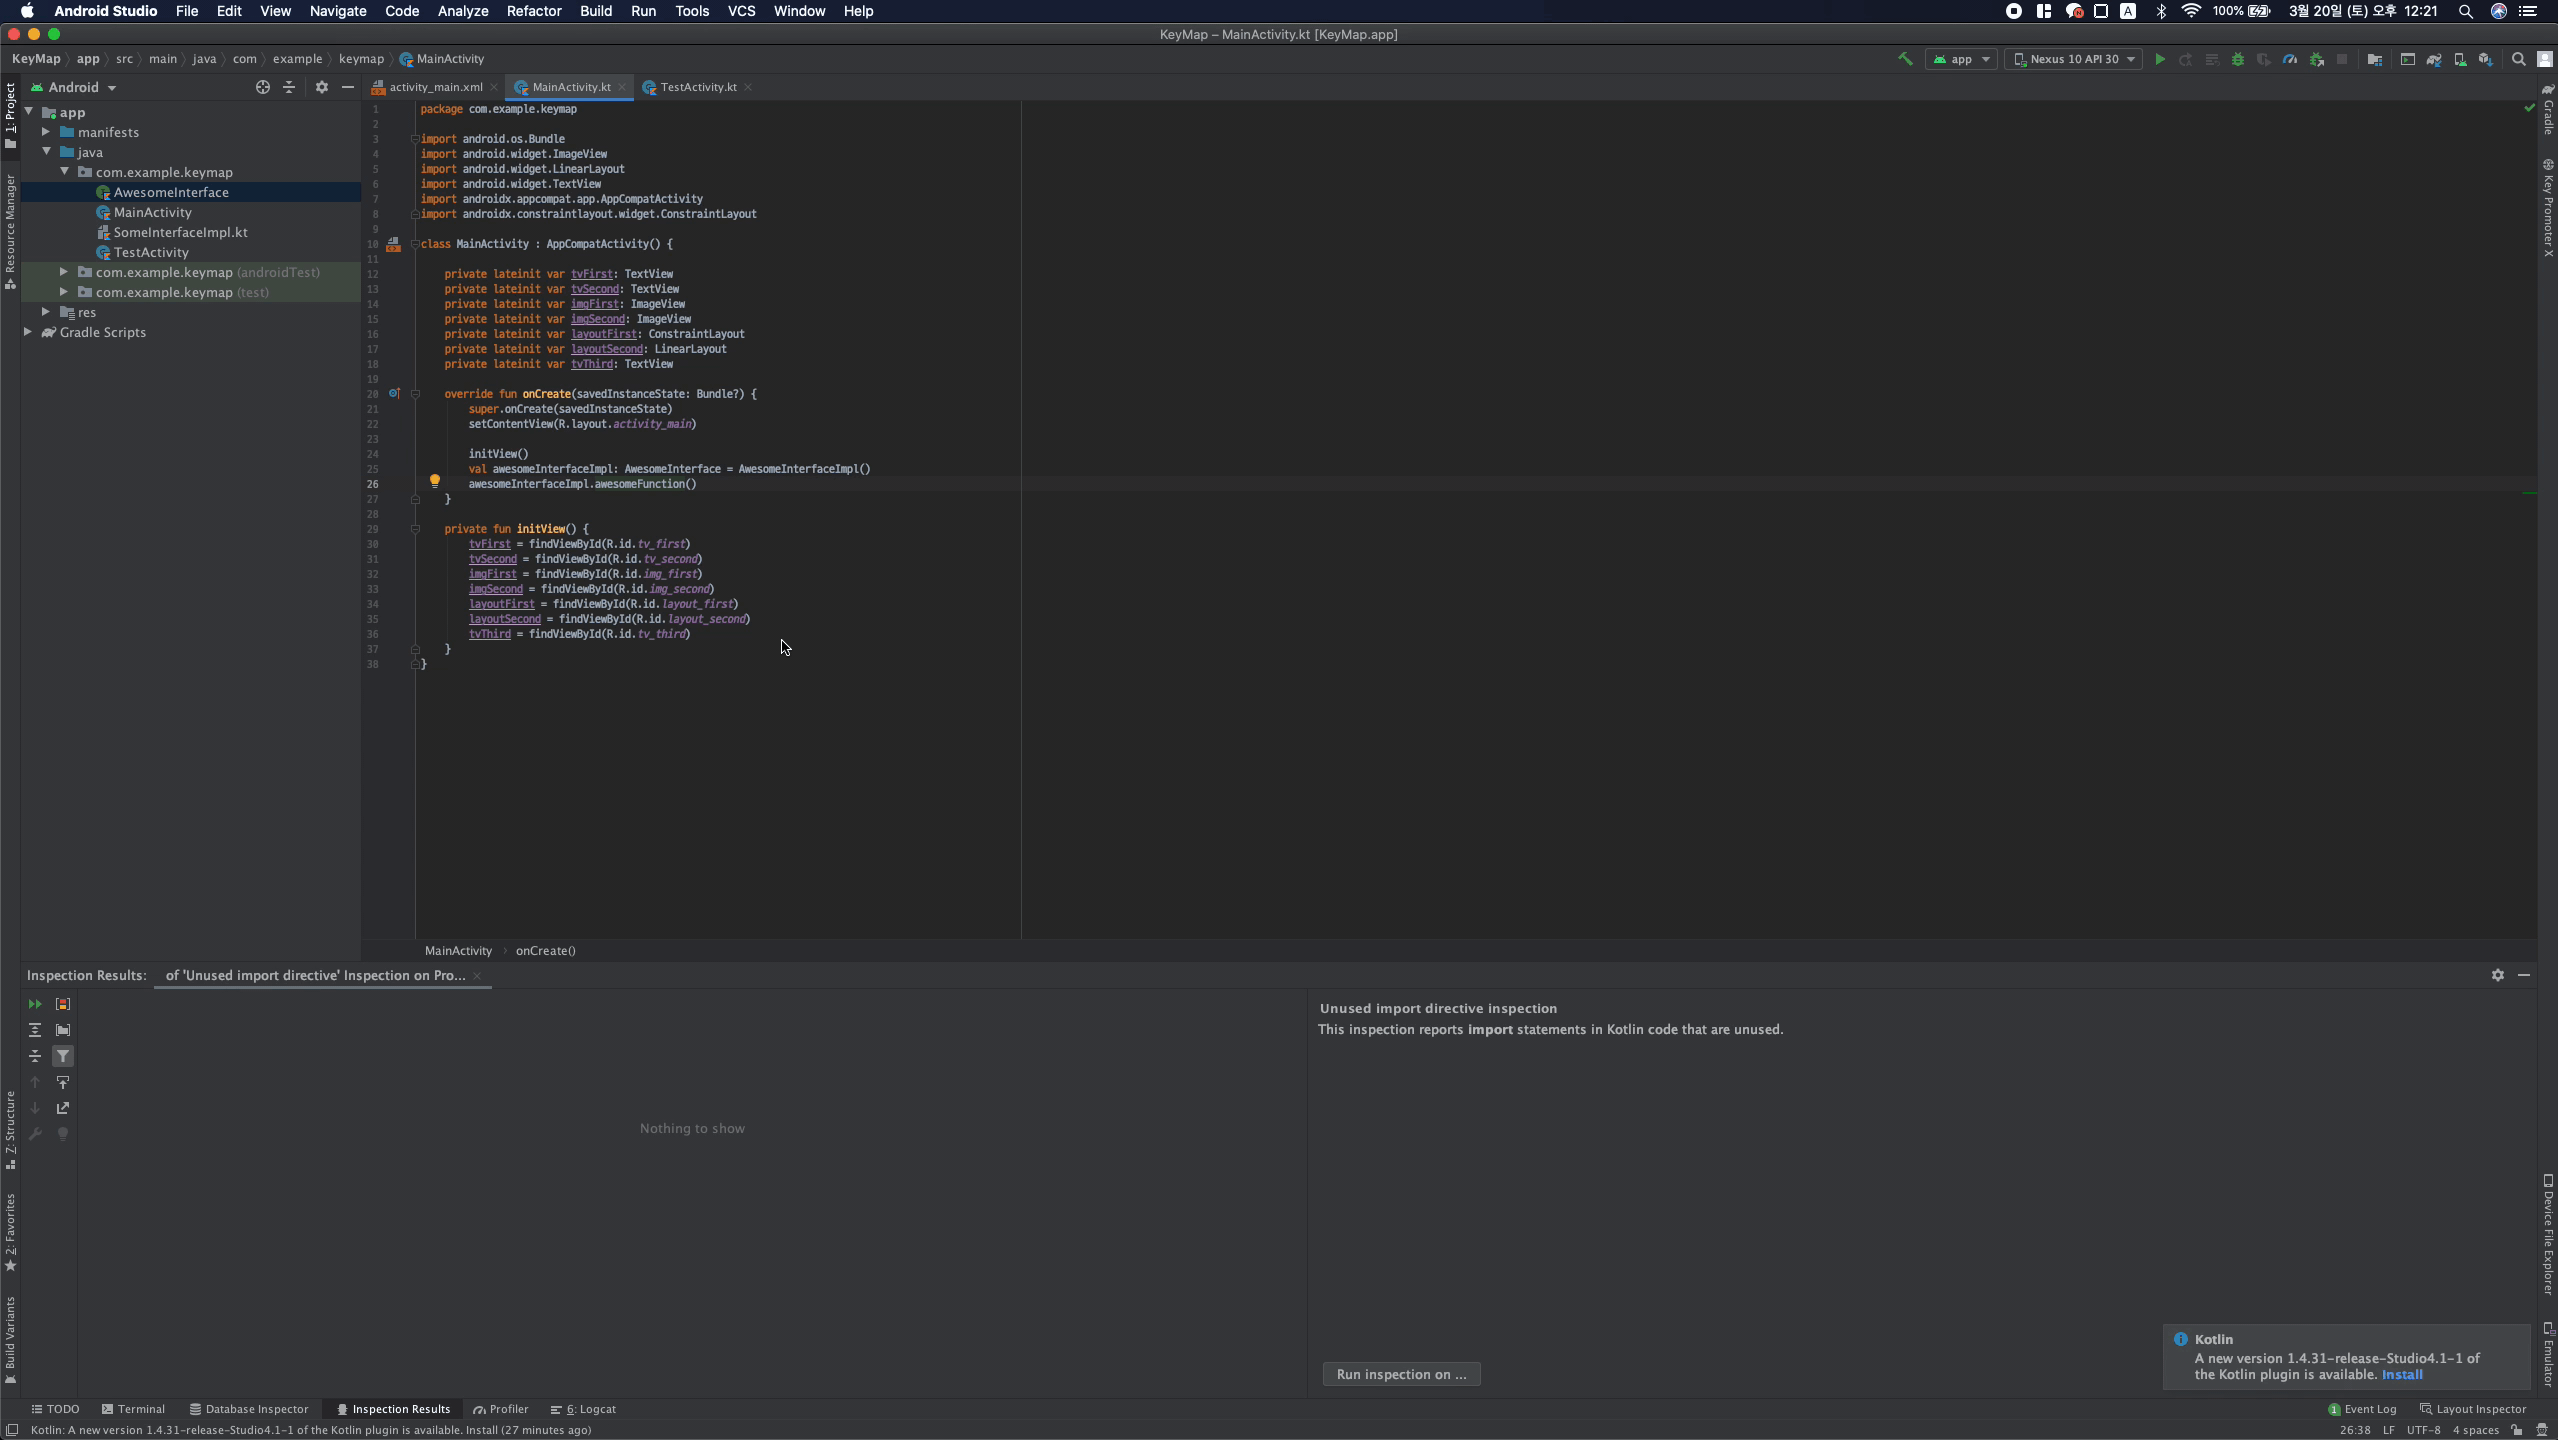 Android Studio File Edit View Navigate Code Analyze Refactor Build Run Tools VCS Window Help A 100% 3월 20일 (토) 오후 12:21
KeyMap – MainActivity.kt [KeyMap.app]
KeyMap app src main java com example keymap MainActivity app Nexus 10 API 30
1: Project
Resource Manager
Z: Structure
2: Favorites
Build Variants
Android
app
manifests
java
com.example.keymap
AwesomeInterface
MainActivity
SomeInterfaceImpl.kt
TestActivity
com.example.keymap (androidTest)
com.example.keymap (test)
res
Gradle Scripts
activity_main.xml MainActivity.kt TestActivity.kt
1 package com.example.keymap
2
3 import android.os.Bundle
4 import android.widget.ImageView
5 import android.widget.LinearLayout
6 import android.widget.TextView
7 import androidx.appcompat.app.AppCompatActivity
8 import androidx.constraintlayout.widget.ConstraintLayout
9
10 class MainActivity : AppCompatActivity() {
11
12 private lateinit var tvFirst: TextView
13 private lateinit var tvSecond: TextView
14 private lateinit var imgFirst: ImageView
15 private lateinit var imgSecond: ImageView
16 private lateinit var layoutFirst: ConstraintLayout
17 private lateinit var layoutSecond: LinearLayout
18 private lateinit var tvThird: TextView
19
20 override fun onCreate(savedInstanceState: Bundle?) {
21 super.onCreate(savedInstanceState)
22 setContentView(R.layout.activity_main)
23
24 initView()
25 val awesomeInterfaceImpl: AwesomeInterface = AwesomeInterfaceImpl()
26 awesomeInterfaceImpl.awesomeFunction()
27 }
28
29 private fun initView() {
30 tvFirst = findViewById(R.id.tv_first)
31 tvSecond = findViewById(R.id.tv_second)
32 imgFirst = findViewById(R.id.img_first)
33 imgSecond = findViewById(R.id.img_second)
34 layoutFirst = findViewById(R.id.layout_first)
35 layoutSecond = findViewById(R.id.layout_second)
36 tvThird = findViewById(R.id.tv_third)
37 }
38 }
MainActivity onCreate()
Gradle
Key Promoter X
Device File Explorer
Emulator
Inspection Results: of 'Unused import directive' Inspection on Pro...
Nothing to show
Unused import directive inspection
This inspection reports import statements in Kotlin code that are unused.
Run inspection on ...
Kotlin
A new version 1.4.31-release-Studio4.1-1 of
the Kotlin plugin is available. Install
TODO Terminal Database Inspector Inspection Results Profiler 6: Logcat 1 Event Log Layout Inspector
Kotlin: A new version 1.4.31-release-Studio4.1-1 of the Kotlin plugin is available. Install (27 minutes ago) 26:38 LF UTF-8 4 spaces